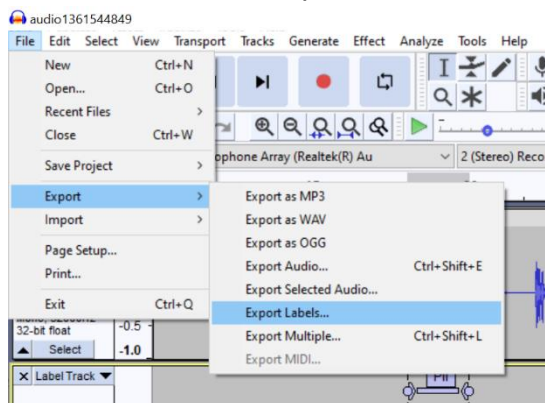 audio1361544849
File Edit Select View Transport Tracks Generate Effect Analyze Tools Help
New Ctrl+N
Open... Ctrl+O
Recent Files >
Close Ctrl+W
Save Project >
ophone Array (Realtek(R) Au
2 (Stereo) Reco
Export >
Import >
Page Setup...
Print...
Exit Ctrl+Q
Export as MP3
Export as WAV
Export as OGG
Export Audio... Ctrl+Shift+E
Export Selected Audio...
Export Labels...
Export Multiple... Ctrl+Shift+L
Export MIDI...
32-bit float
-0.5
Select
-1.0
X Label Track